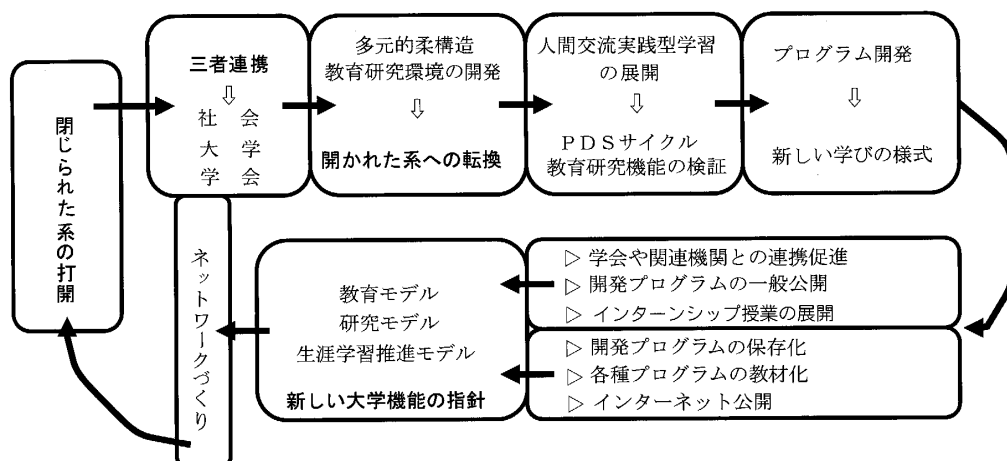 閉じられた系の打開
三者連携
⇩
社　会
大　学
学　会
多元的柔構造
教育研究環境の開発
⇩
開かれた系への転換
人間交流実践型学習
の展開
⇩
ＰＤＳサイクル
教育研究機能の検証
プログラム開発
⇩
新しい学びの様式
▷ 学会や関連機関との連携促進
▷ 開発プログラムの一般公開
▷ インターンシップ授業の展開
▷ 開発プログラムの保存化
▷ 各種プログラムの教材化
▷ インターネット公開
教育モデル
研究モデル
生涯学習推進モデル
新しい大学機能の指針
ネットワークづくり